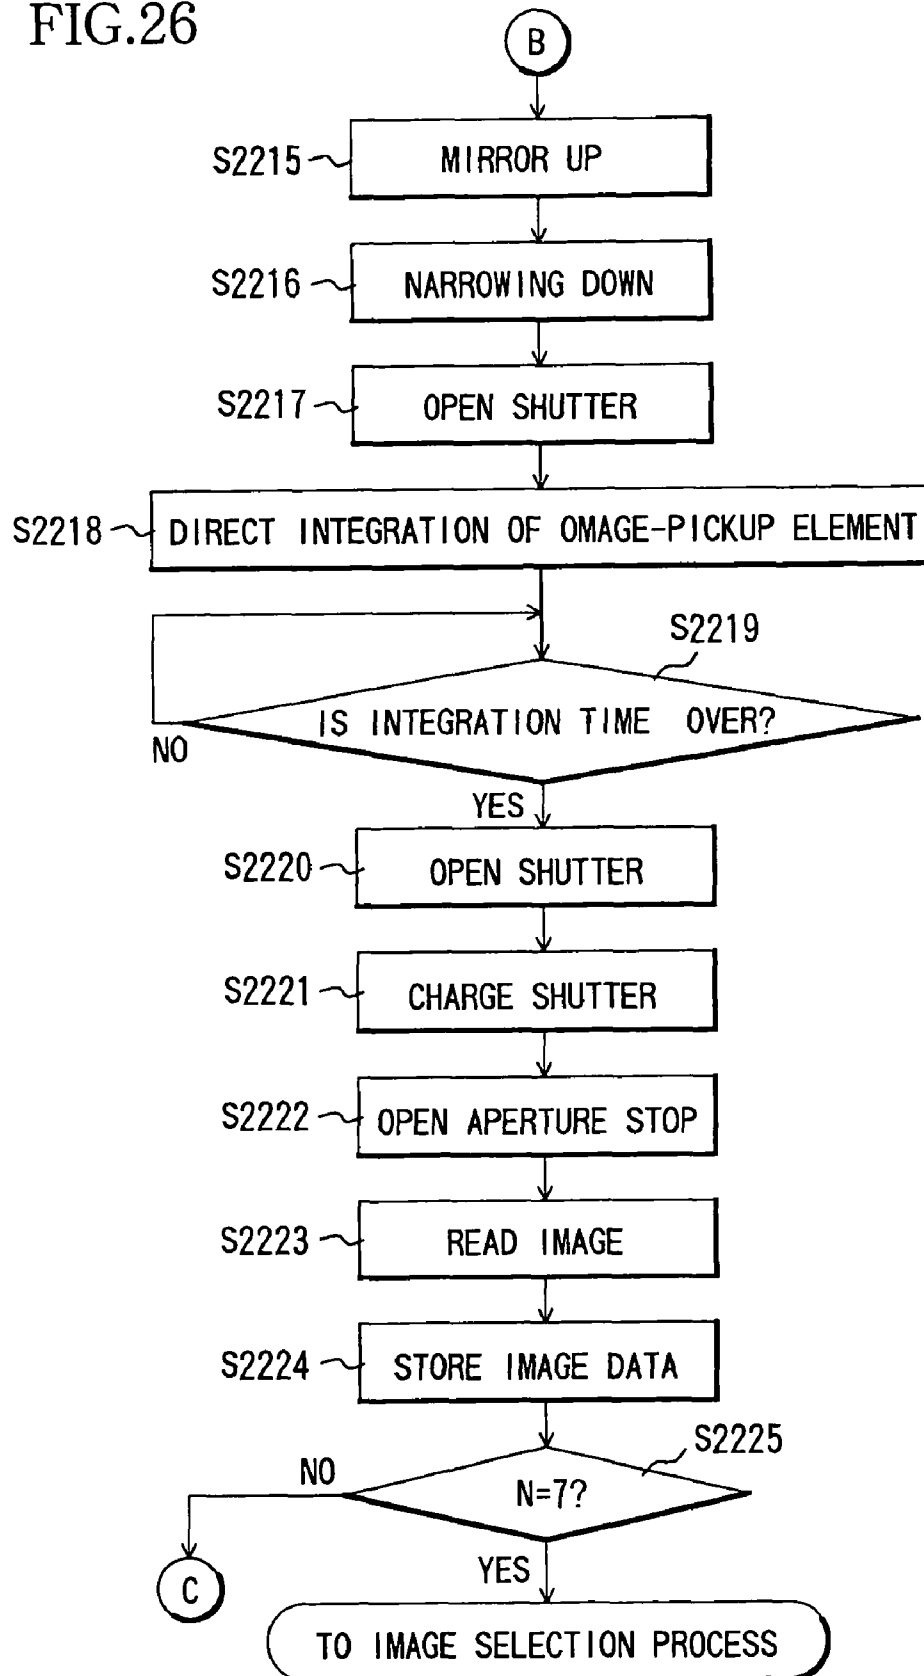 FIG.26
B
S2215
MIRROR UP
S2216
NARROWING DOWN
S2217
OPEN SHUTTER
S2218
DIRECT INTEGRATION OF OMAGE-PICKUP ELEMENT
S2219
IS INTEGRATION TIME OVER?
NO
YES
S2220
OPEN SHUTTER
S2221
CHARGE SHUTTER
S2222
OPEN APERTURE STOP
S2223
READ IMAGE
S2224
STORE IMAGE DATA
S2225
NO
N=7?
C
YES
TO IMAGE SELECTION PROCESS